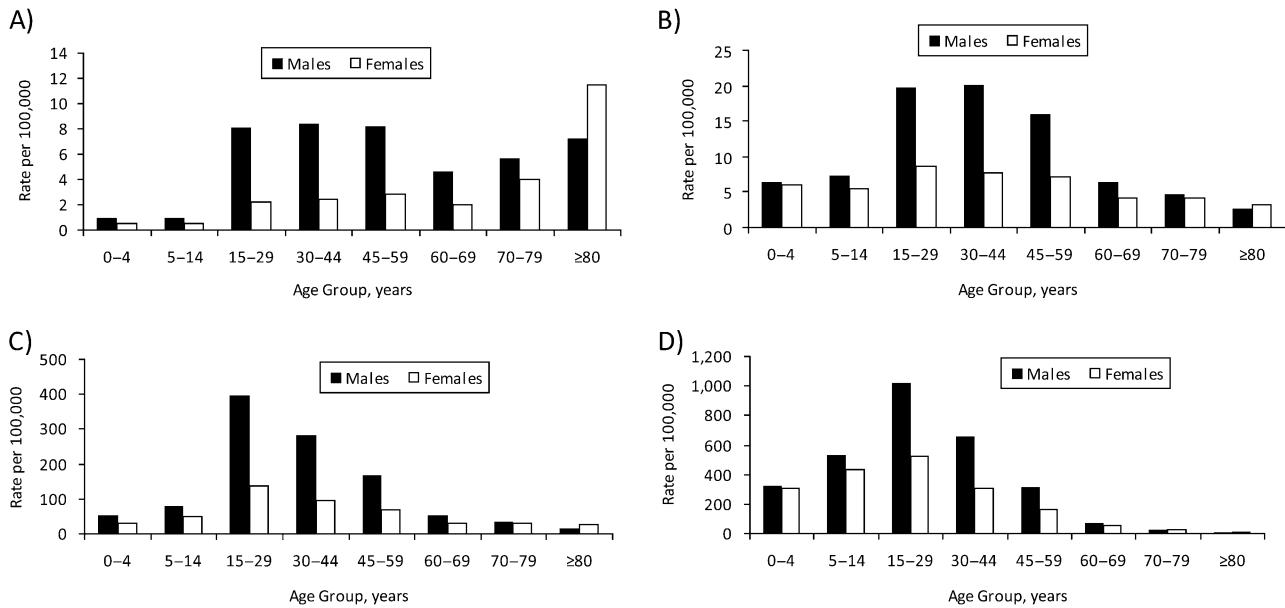 A)
Males Females
Rate per 100,000
14
12
10
8
6
4
2
0
0–4 5–14 15–29 30–44 45–59 60–69 70–79 ≥80
Age Group, years
B)
Males Females
Rate per 100,000
25
20
15
10
5
0
0–4 5–14 15–29 30–44 45–59 60–69 70–79 ≥80
Age Group, years
C)
Males Females
Rate per 100,000
500
400
300
200
100
0
0–4 5–14 15–29 30–44 45–59 60–69 70–79 ≥80
Age Group, years
D)
Males Females
Rate per 100,000
1,200
1,000
800
600
400
200
0
0–4 5–14 15–29 30–44 45–59 60–69 70–79 ≥80
Age Group, years